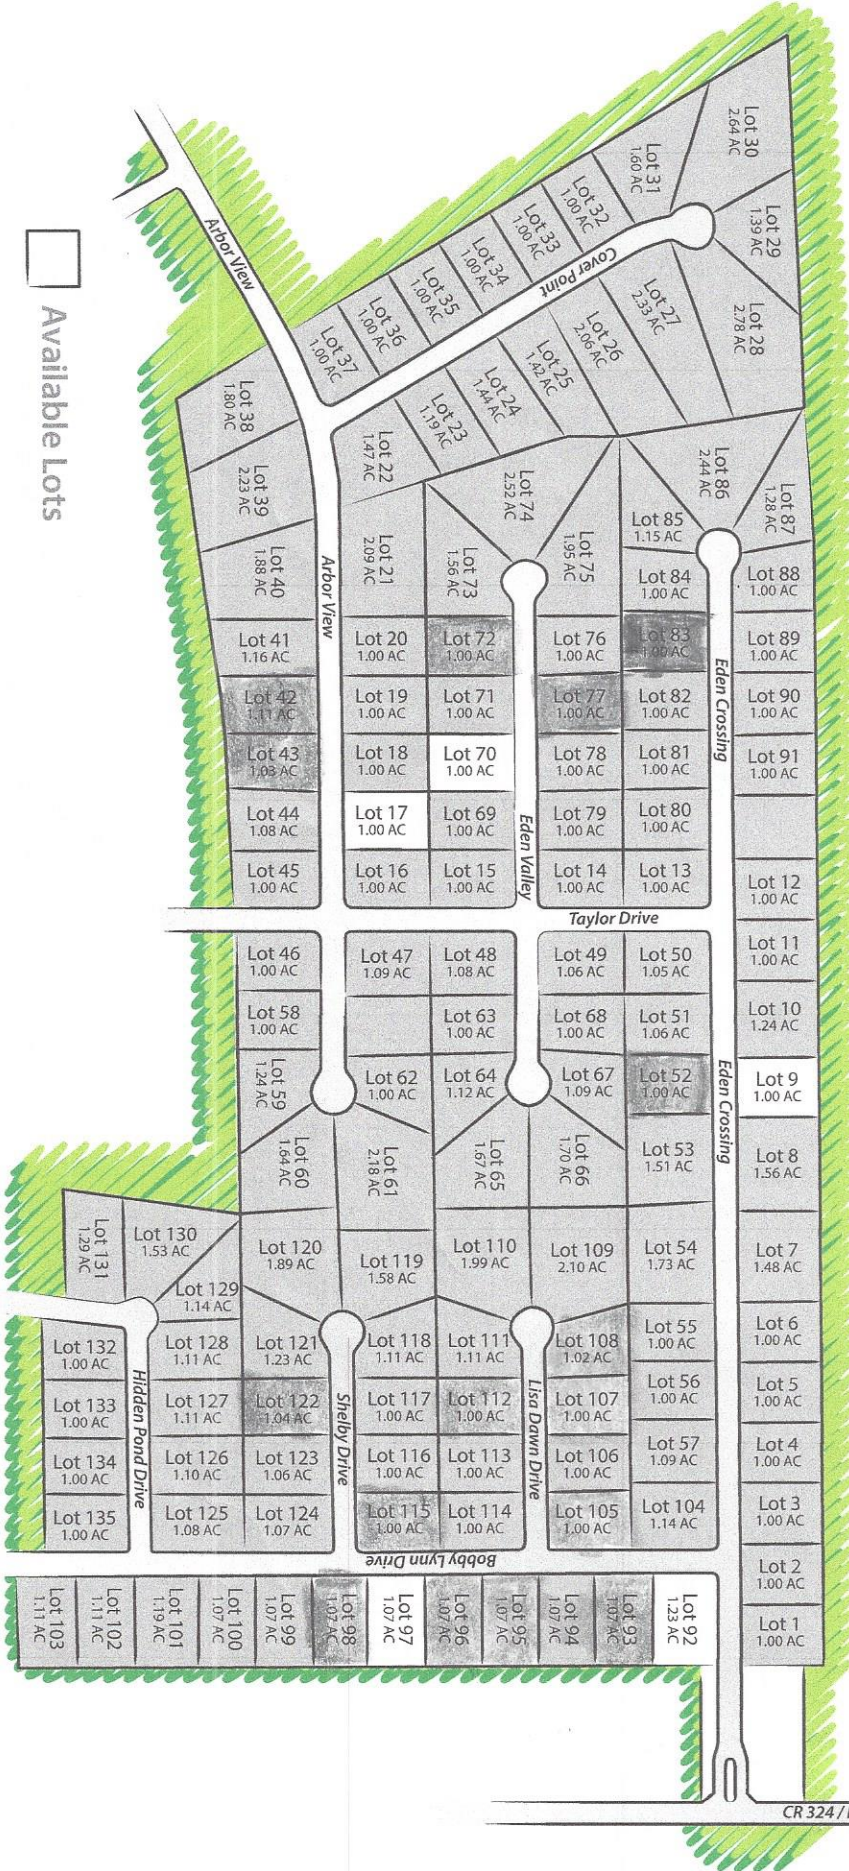 Lot 30
2.64 AC
Lot 31
1.60 AC
Lot 29
1.39 AC
Lot 32
1.00 AC
Lot 33
1.00 AC
Lot 34
1.00 AC
Lot 35
1.00 AC
Lot 36
1.00 AC
Lot 37
1.00 AC
Cover Point
Lot 28
2.78 AC
Lot 27
2.33 AC
Lot 26
2.06 AC
Lot 25
1.42 AC
Lot 24
1.44 AC
Lot 23
1.19 AC
Lot 22
1.47 AC
Arbor View
Available Lots
Lot 38
1.80 AC
Lot 39
2.23 AC
Lot 40
1.88 AC
Arbor View
Lot 21
2.09 AC
Lot 73
1.56 AC
Lot 74
2.52 AC
Lot 75
1.95 AC
Lot 86
2.44 AC
Lot 87
1.28 AC
Lot 85
1.15 AC
Lot 84
1.00 AC
Lot 88
1.00 AC
Lot 41
1.16 AC
Lot 20
1.00 AC
Lot 72
1.00 AC
Lot 76
1.00 AC
Lot 83
1.00 AC
Lot 89
1.00 AC
Eden Crossing
Lot 42
1.11 AC
Lot 19
1.00 AC
Lot 71
1.00 AC
Lot 77
1.00 AC
Lot 82
1.00 AC
Lot 90
1.00 AC
Lot 43
1.03 AC
Lot 18
1.00 AC
Lot 70
1.00 AC
Lot 78
1.00 AC
Lot 81
1.00 AC
Lot 91
1.00 AC
Lot 44
1.08 AC
Lot 17
1.00 AC
Lot 69
1.00 AC
Eden Valley
Lot 79
1.00 AC
Lot 80
1.00 AC
Lot 45
1.00 AC
Lot 16
1.00 AC
Lot 15
1.00 AC
Lot 14
1.00 AC
Lot 13
1.00 AC
Lot 12
1.00 AC
Taylor Drive
Lot 11
1.00 AC
Lot 46
1.00 AC
Lot 47
1.09 AC
Lot 48
1.08 AC
Lot 49
1.06 AC
Lot 50
1.05 AC
Lot 10
1.24 AC
Lot 58
1.00 AC
Lot 63
1.00 AC
Lot 68
1.00 AC
Lot 51
1.06 AC
Lot 59
1.24 AC
Lot 62
1.00 AC
Lot 64
1.12 AC
Lot 67
1.09 AC
Lot 52
1.00 AC
Eden Crossing
Lot 9
1.00 AC
Lot 60
1.64 AC
Lot 61
2.18 AC
Lot 65
1.67 AC
Lot 66
1.70 AC
Lot 53
1.51 AC
Lot 8
1.56 AC
Lot 131
1.29 AC
Lot 130
1.53 AC
Lot 129
1.14 AC
Lot 120
1.89 AC
Lot 119
1.58 AC
Lot 110
1.99 AC
Lot 109
2.10 AC
Lot 54
1.73 AC
Lot 7
1.48 AC
Lot 132
1.00 AC
Lot 128
1.11 AC
Lot 121
1.23 AC
Lot 118
1.11 AC
Lot 111
1.11 AC
Lot 108
1.02 AC
Lot 55
1.00 AC
Lot 6
1.00 AC
Lot 133
1.00 AC
Hidden Pond Drive
Lot 127
1.11 AC
Lot 122
1.04 AC
Shelby Drive
Lot 117
1.00 AC
Lot 112
1.00 AC
Lisa Dawn Drive
Lot 107
1.00 AC
Lot 56
1.00 AC
Lot 5
1.00 AC
Lot 134
1.00 AC
Lot 126
1.10 AC
Lot 123
1.06 AC
Lot 116
1.00 AC
Lot 113
1.00 AC
Lot 106
1.00 AC
Lot 57
1.09 AC
Lot 4
1.00 AC
Lot 135
1.00 AC
Lot 125
1.08 AC
Lot 124
1.07 AC
Lot 115
1.00 AC
Lot 114
1.00 AC
Lot 105
1.00 AC
Lot 104
1.14 AC
Lot 3
1.00 AC
Bobby Lynn Drive
Lot 2
1.00 AC
Lot 103
1.11 AC
Lot 102
1.11 AC
Lot 101
1.19 AC
Lot 100
1.07 AC
Lot 99
1.07 AC
Lot 98
1.07 AC
Lot 97
1.07 AC
Lot 96
1.07 AC
Lot 95
1.07 AC
Lot 94
1.07 AC
Lot 93
1.07 AC
Lot 92
1.23 AC
Lot 1
1.00 AC
CR 324 /